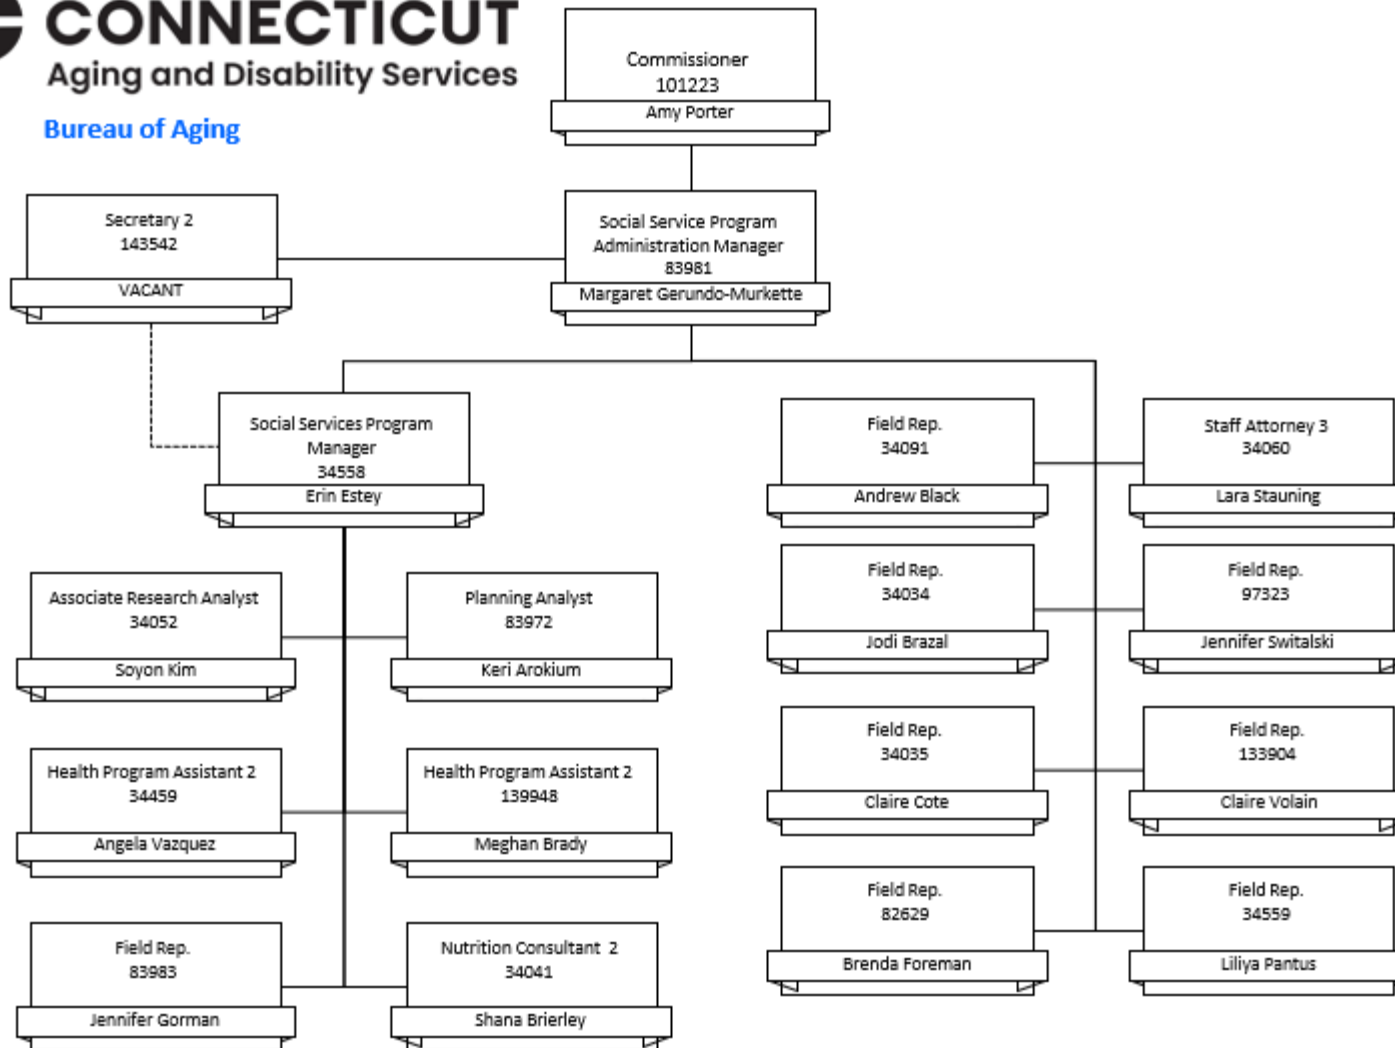 CONNECTICUT
Aging and Disability Services
Bureau of Aging
Commissioner
101223
Amy Porter
Secretary 2
143542
VACANT
Social Service Program
Administration Manager
83981
Margaret Gerundo-Murkette
Social Services Program
Manager
34558
Erin Estey
Associate Research Analyst
34052
Soyon Kim
Planning Analyst
83972
Keri Arokium
Health Program Assistant 2
34459
Angela Vazquez
Health Program Assistant 2
139948
Meghan Brady
Field Rep.
83983
Jennifer Gorman
Nutrition Consultant 2
34041
Shana Brierley
Field Rep.
34091
Andrew Black
Staff Attorney 3
34060
Lara Stauning
Field Rep.
34034
Jodi Brazal
Field Rep.
97323
Jennifer Switalski
Field Rep.
34035
Claire Cote
Field Rep.
133904
Claire Volain
Field Rep.
82629
Brenda Foreman
Field Rep.
34559
Liliya Pantus